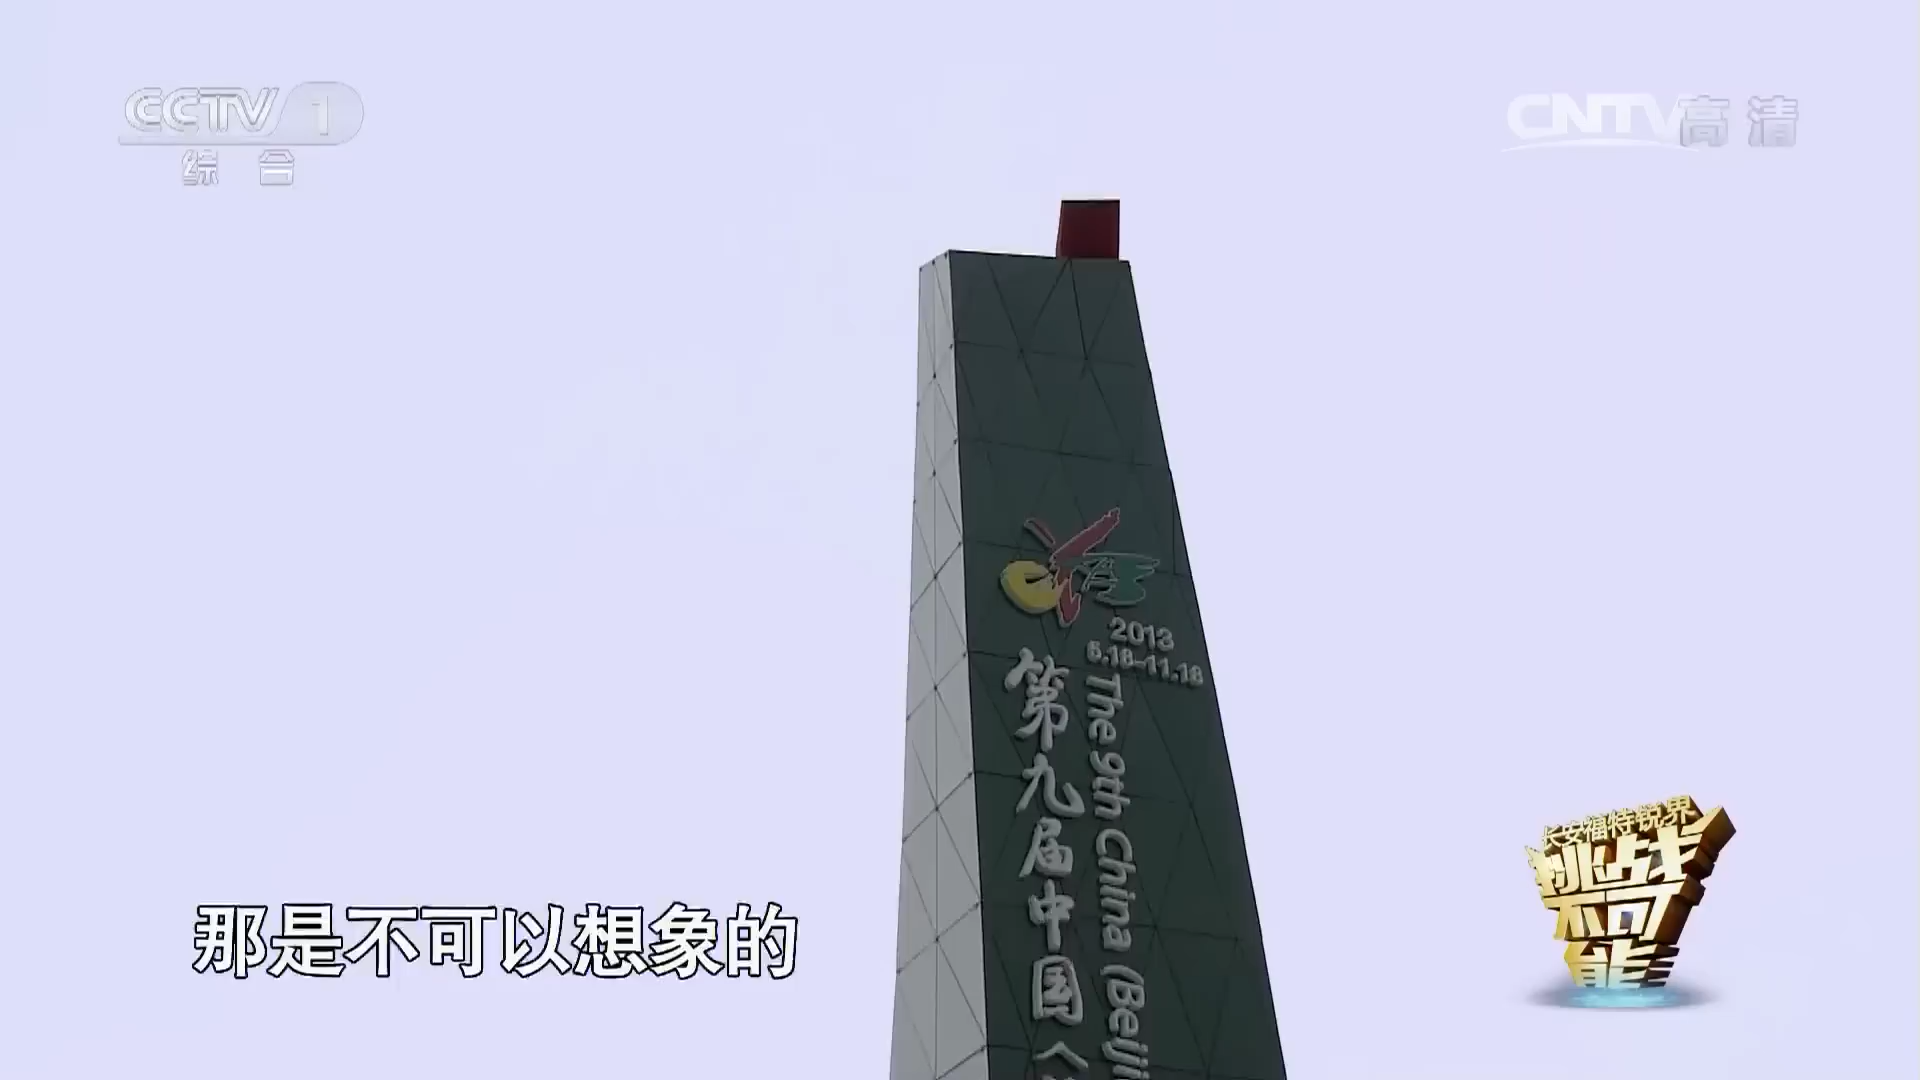 CCTV 1
综合
CNTV高清
2013
5.18-11.18
第九届中国
The 9th China (Beiji
长安福特锐界
挑战
不可
能
那是不可以想象的